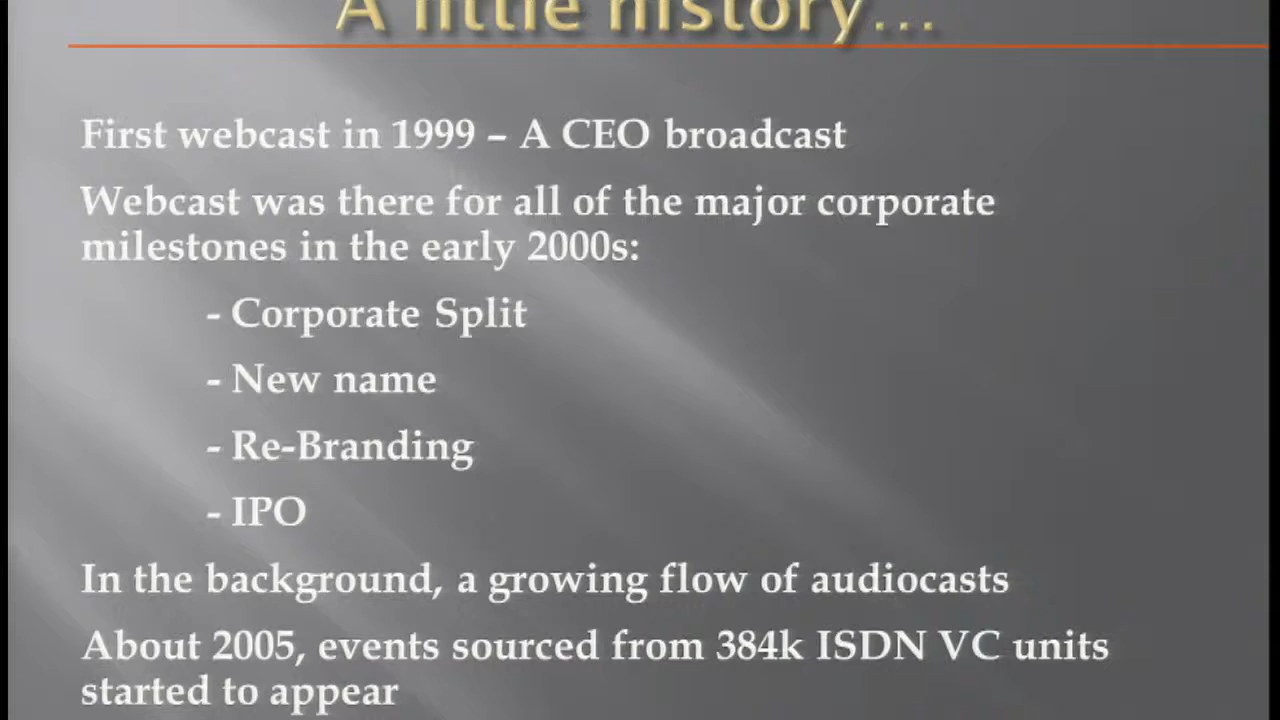 A little history...
First webcast in 1999 – A CEO broadcast
Webcast was there for all of the major corporate
milestones in the early 2000s:
- Corporate Split
- New name
- Re-Branding
- IPO
In the background, a growing flow of audiocasts
About 2005, events sourced from 384k ISDN VC units
started to appear